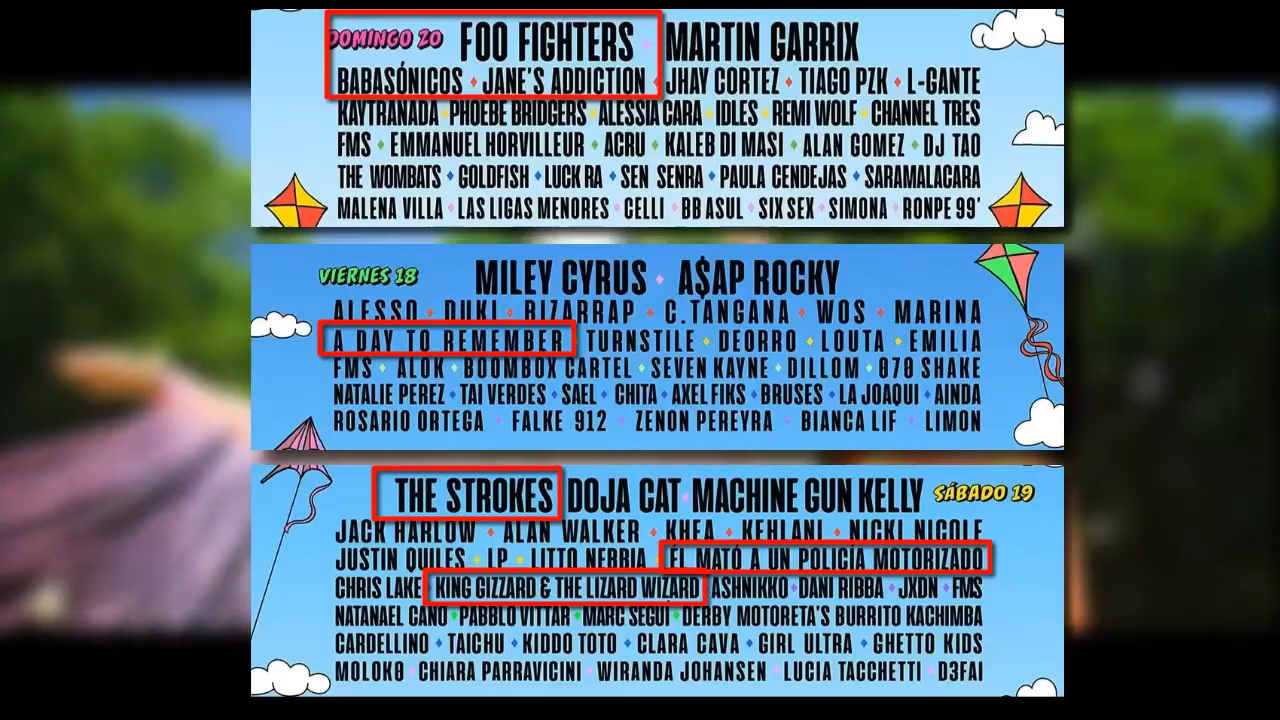 DOMINGO 20 FOO FIGHTERS MARTIN GARRIX
BABASÓNICOS JANE'S ADDICTION JHAY CORTEZ TIAGO PZK L-GANTE
KAYTRANADA PHOEBE BRIDGERS ALESSIA CARA IDLES REMI WOLF CHANNEL TRES
FMS EMMANUEL HORVILLEUR ACRU KALEB DI MASI ALAN GOMEZ DJ TAO
THE WOMBATS GOLDFISH LUCK RA SEN SENRA PAULA CENDEJAS SARAMALACARA
MALENA VILLA LAS LIGAS MENORES CELLI BB ASUL SIX SEX SIMONA RONPE 99'
VIERNES 18 MILEY CYRUS A$AP ROCKY
ALESSO DUKI BIZARRAP C.TANGANA WOS MARINA
A DAY TO REMEMBER TURNSTILE DEORRO LOUTA EMILIA
FMS ALOK BOOMBOX CARTEL SEVEN KAYNE DILLOM 070 SHAKE
NATALIE PEREZ TAI VERDES SAEL CHITA AXEL FIKS BRUSES LA JOAQUI AINDA
ROSARIO ORTEGA FALKE 912 ZENON PEREYRA BIANCA LIF LIMON
THE STROKES DOJA CAT MACHINE GUN KELLY SÁBADO 19
JACK HARLOW ALAN WALKER KHEA KEHLANI NICKI NICOLE
JUSTIN QUILES LP LITTO NEBBIA ÉL MATÓ A UN POLICÍA MOTORIZADO
CHRIS LAKE KING GIZZARD & THE LIZARD WIZARD ASHNIKKO DANI RIBBA JXDN FMS
NATANAEL CANO PABBLO VITTAR MARC SEGUÍ DERBY MOTORETA'S BURRITO KACHIMBA
CARDELLINO TAICHU KIDDO TOTO CLARA CAVA GIRL ULTRA GHETTO KIDS
MOLOK0 CHIARA PARRAVICINI WIRANDA JOHANSEN LUCIA TACCHETTI D3FAI